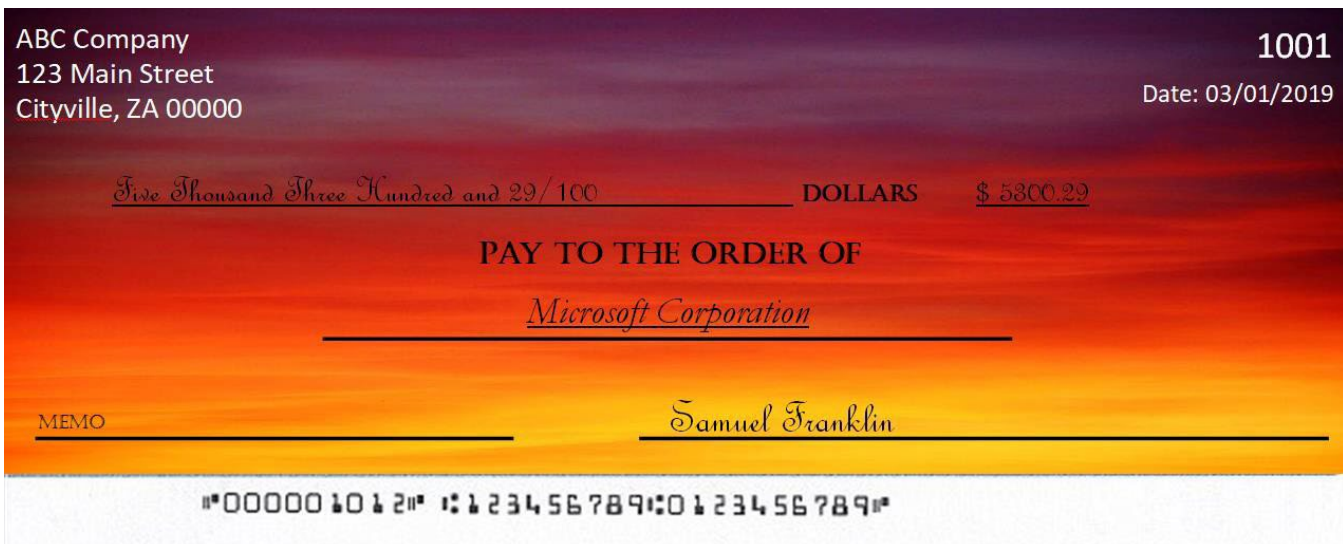 ABC Company
123 Main Street
Cityville, ZA 00000
1001
Date: 03/01/2019
Five Thousand Three Hundred and 29/100 DOLLARS $ 5300.29
PAY TO THE ORDER OF
Microsoft Corporation
MEMO
Samuel Franklin
⑈000001012⑈ ⑆123456789⑆0123456789⑈